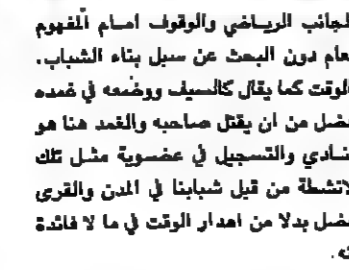 لجانب الرياضي والوقوف امام المفهوم
عام دون البحث عن سبل بناء الشباب.
الوقت كما يقال كالسيف ووضعه في غمده
فضل من ان يقتل صاحبه والغمد هنا هو
نادي والتسجيل في عضوية مثل تلك
لانشطة من قبل شبابنا في المدن والقرى
فضل بدلا من اهدار الوقت في ما لا فائدة